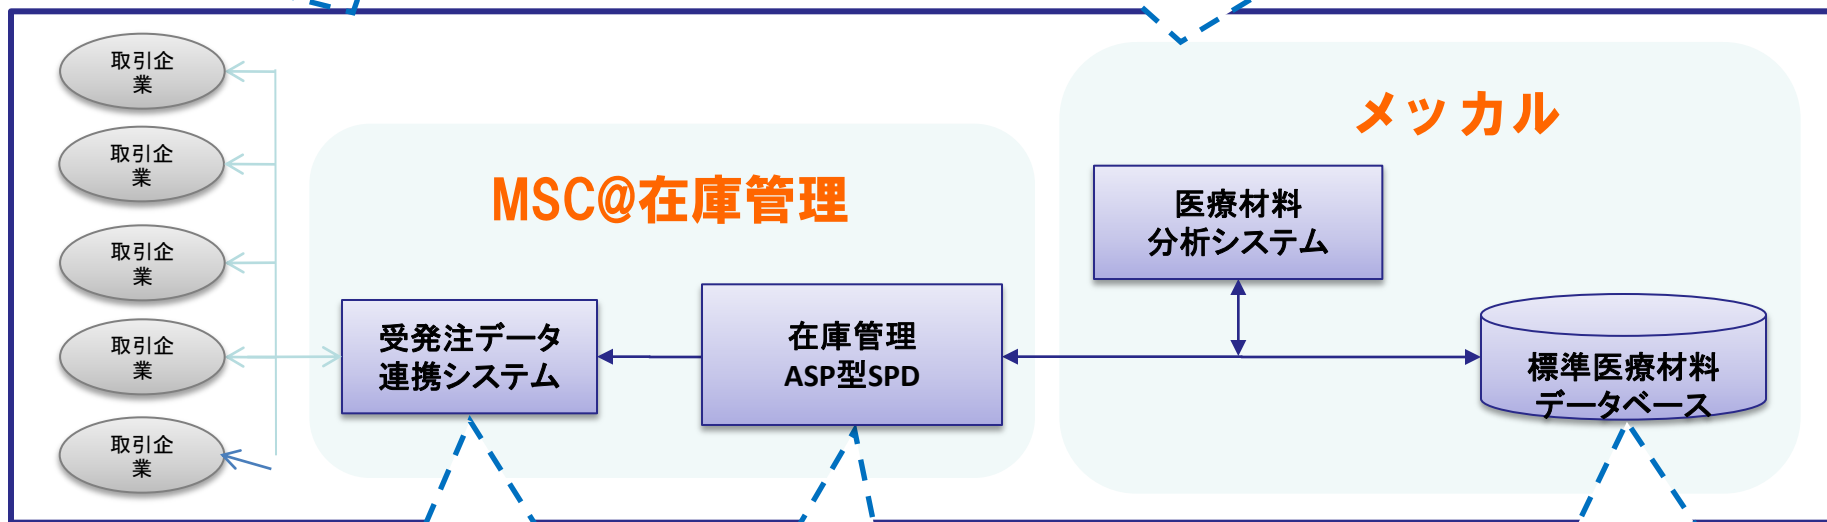 取引企
業
取引企
業
取引企
業
取引企
業
取引企
業
MSC@在庫管理
受発注データ
連携システム
在庫管理
ASP型SPD
メッカル
医療材料
分析システム
標準医療材料
データベース